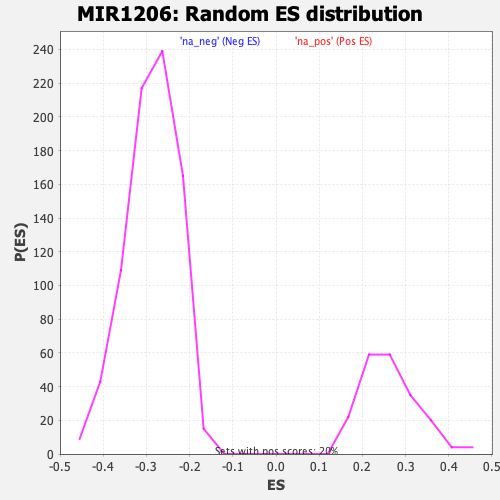 MIR1206: Random ES distribution
'na_neg' (Neg ES) 'na_pos' (Pos ES)
240
220
200
180
160
140
120
100
80
60
40
20
0
P(ES)
Sets with pos scores: 20%
-0.5 -0.4 -0.3 -0.2 -0.1 0.0 0.1 0.2 0.3 0.4 0.5
ES